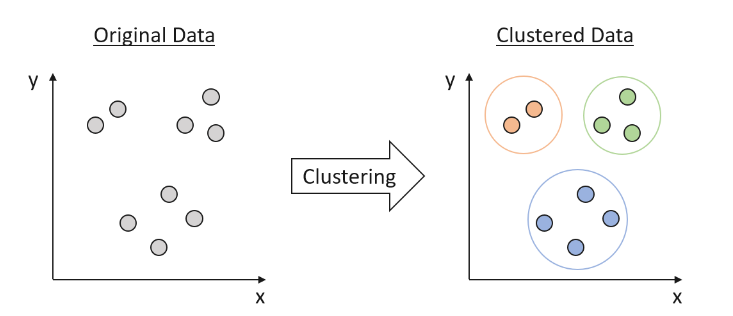 Original Data
Clustered Data
y
y
Clustering
x
x